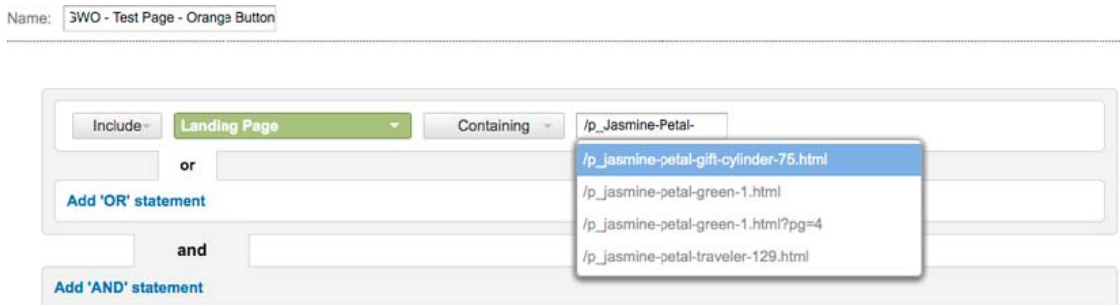 Name: GWO - Test Page - Orange Button
Include Landing Page Containing /p_Jasmine-Petal-
/p_jasmine-petal-gift-cylinder-75.html
or
/p_jasmine-petal-green-1.html
Add 'OR' statement
/p_jasmine-petal-green-1.html?pg=4
and
/p_jasmine-petal-traveler-129.html
Add 'AND' statement